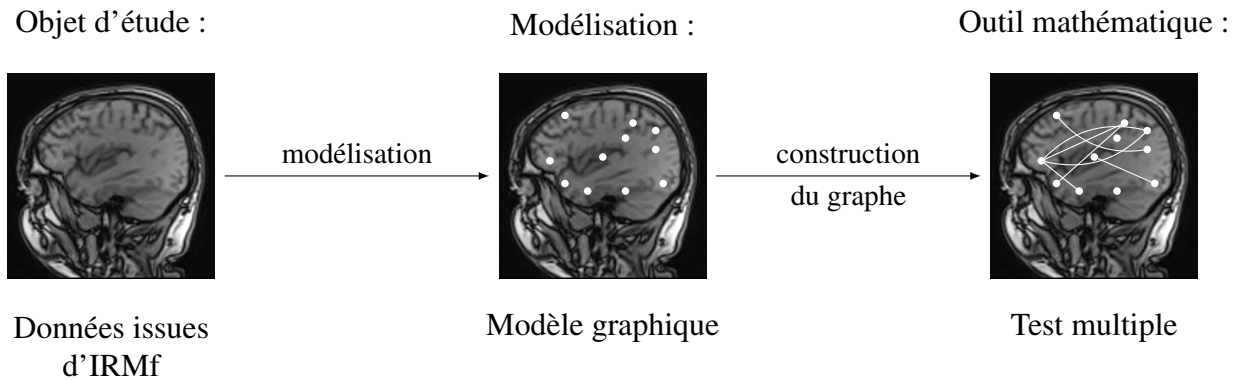 Objet d'étude :
Modélisation :
Outil mathématique :
modélisation
construction
du graphe
Données issues
d'IRMf
Modèle graphique
Test multiple